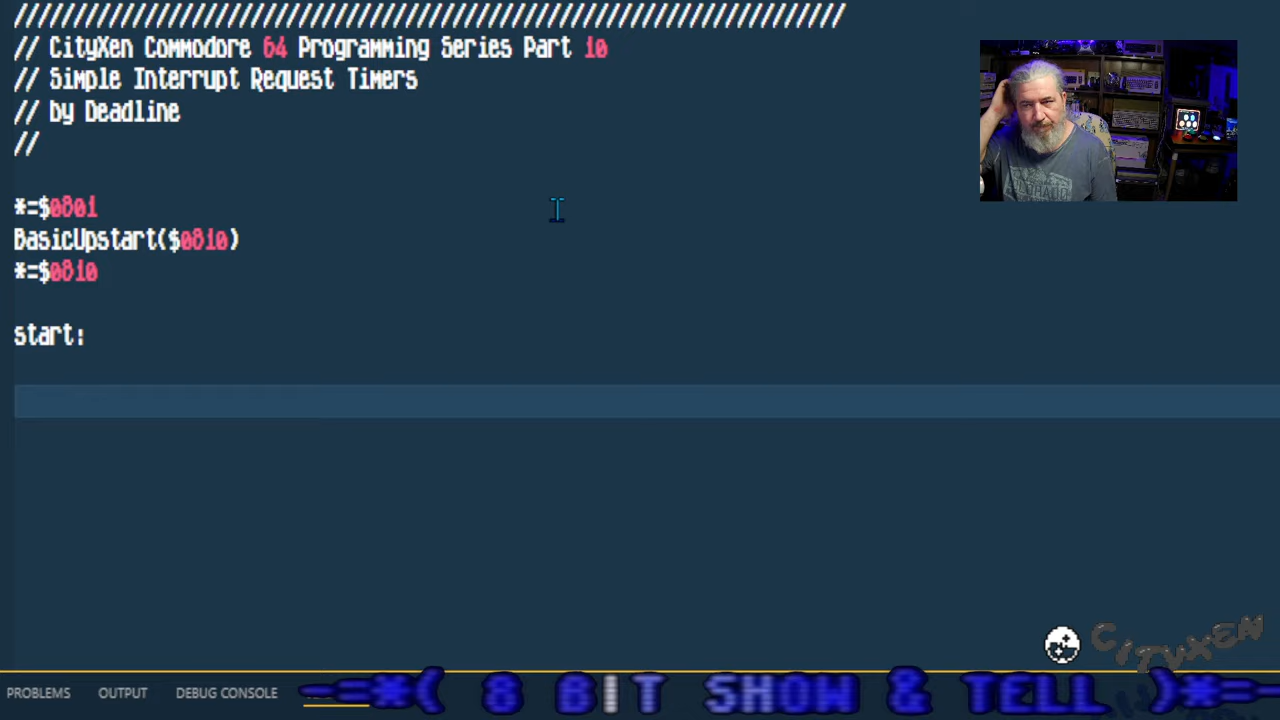 ////////////////////////////////////////////////////////////////////////
// CityXen Commodore 64 Programming Series Part 10
// Simple Interrupt Request Timers
// by Deadline
//
*=$0801
BasicUpstart($0810)
*=$0810
start:
CITYXEN
PROBLEMS OUTPUT DEBUG CONSOLE
-=*( 8 BIT SHOW & TELL )*=-